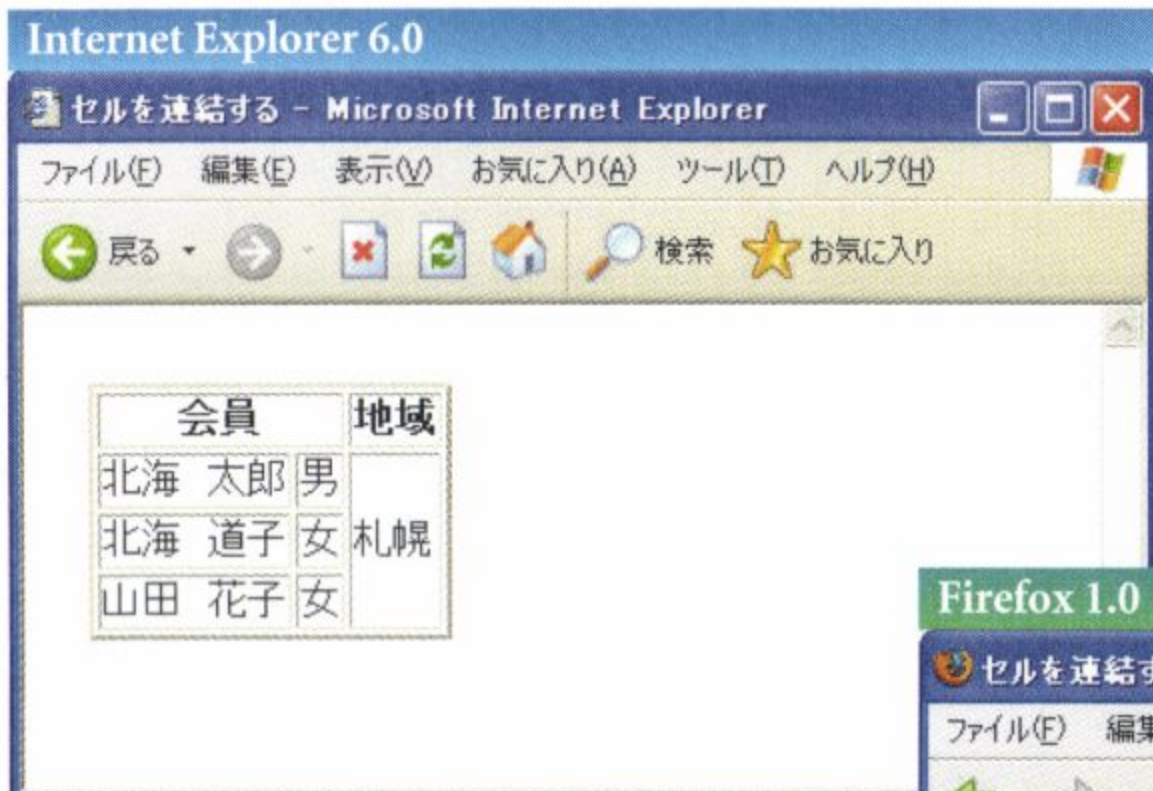 Internet Explorer 6.0
セルを連結する - Microsoft Internet Explorer
ファイル(F) 編集(E) 表示(V) お気に入り(A) ツール(T) ヘルプ(H)
戻る 検索 お気に入り
会員 地域
北海 太郎 男
北海 道子 女 札幌
山田 花子 女
Firefox 1.0
セルを連結す
ファイル(F) 編集